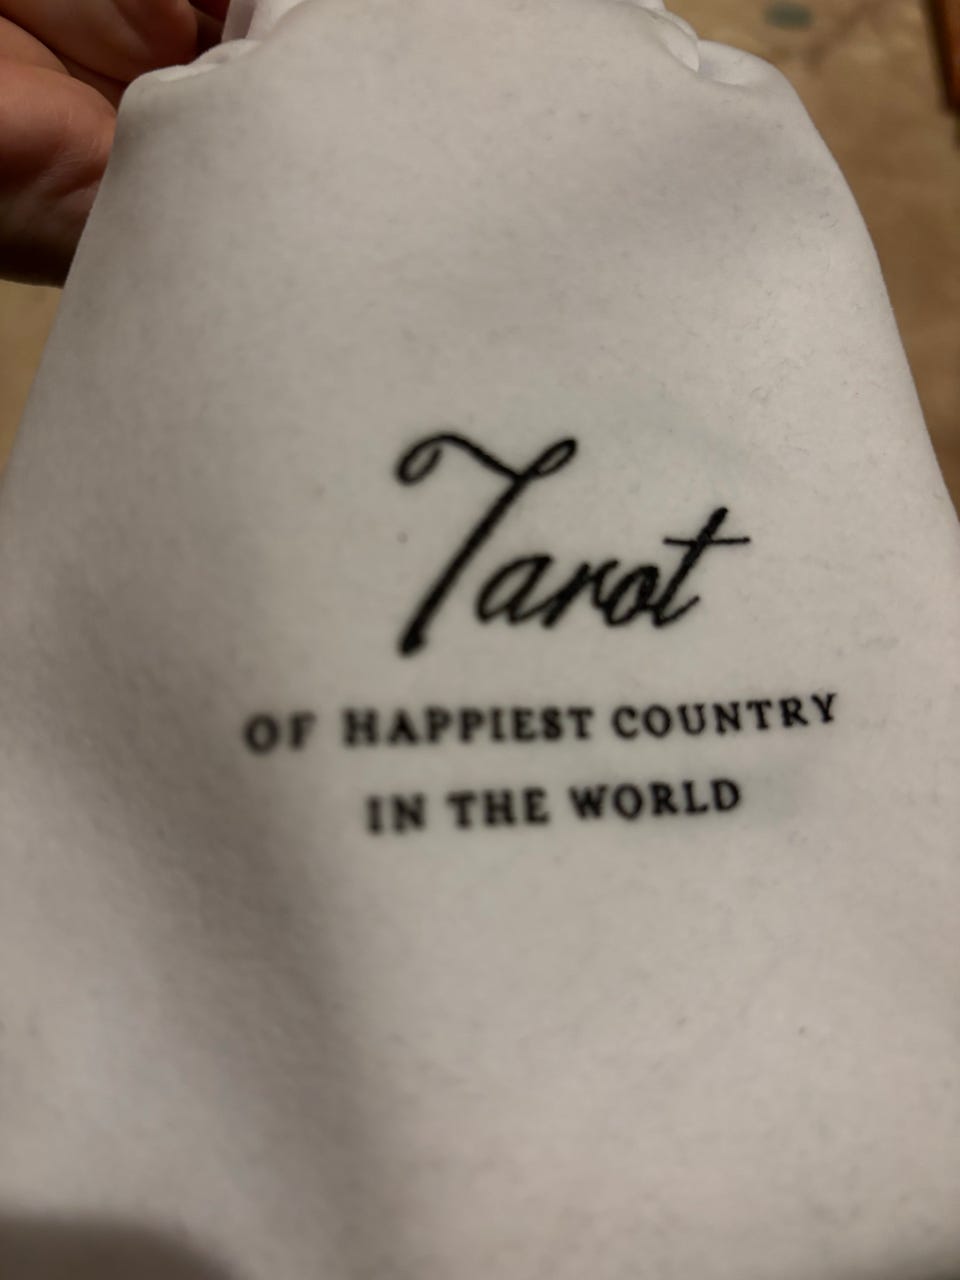 Tarot
OF HAPPIEST COUNTRY
IN THE WORLD